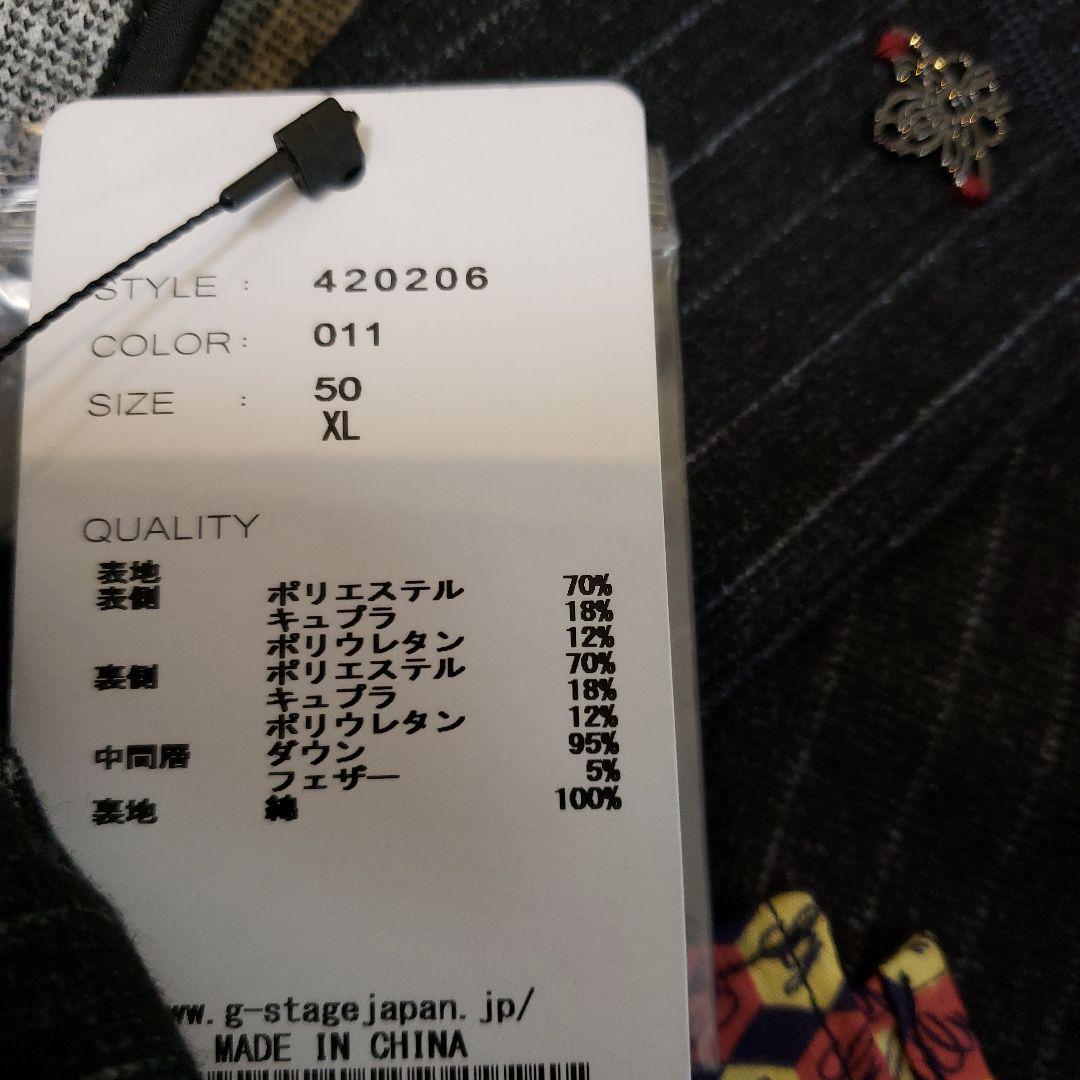 STYLE : 420206
COLOR: 011
SIZE : 50
XL
QUALITY
表地
表側 ポリエステル 70%
キュプラ 18%
ポリウレタン 12%
裏側 ポリエステル 70%
キュプラ 18%
ポリウレタン 12%
中間層 ダウン 95%
フェザー 5%
裏地 綿 100%
ww.g-stagejapan.jp/
MADE IN CHINA